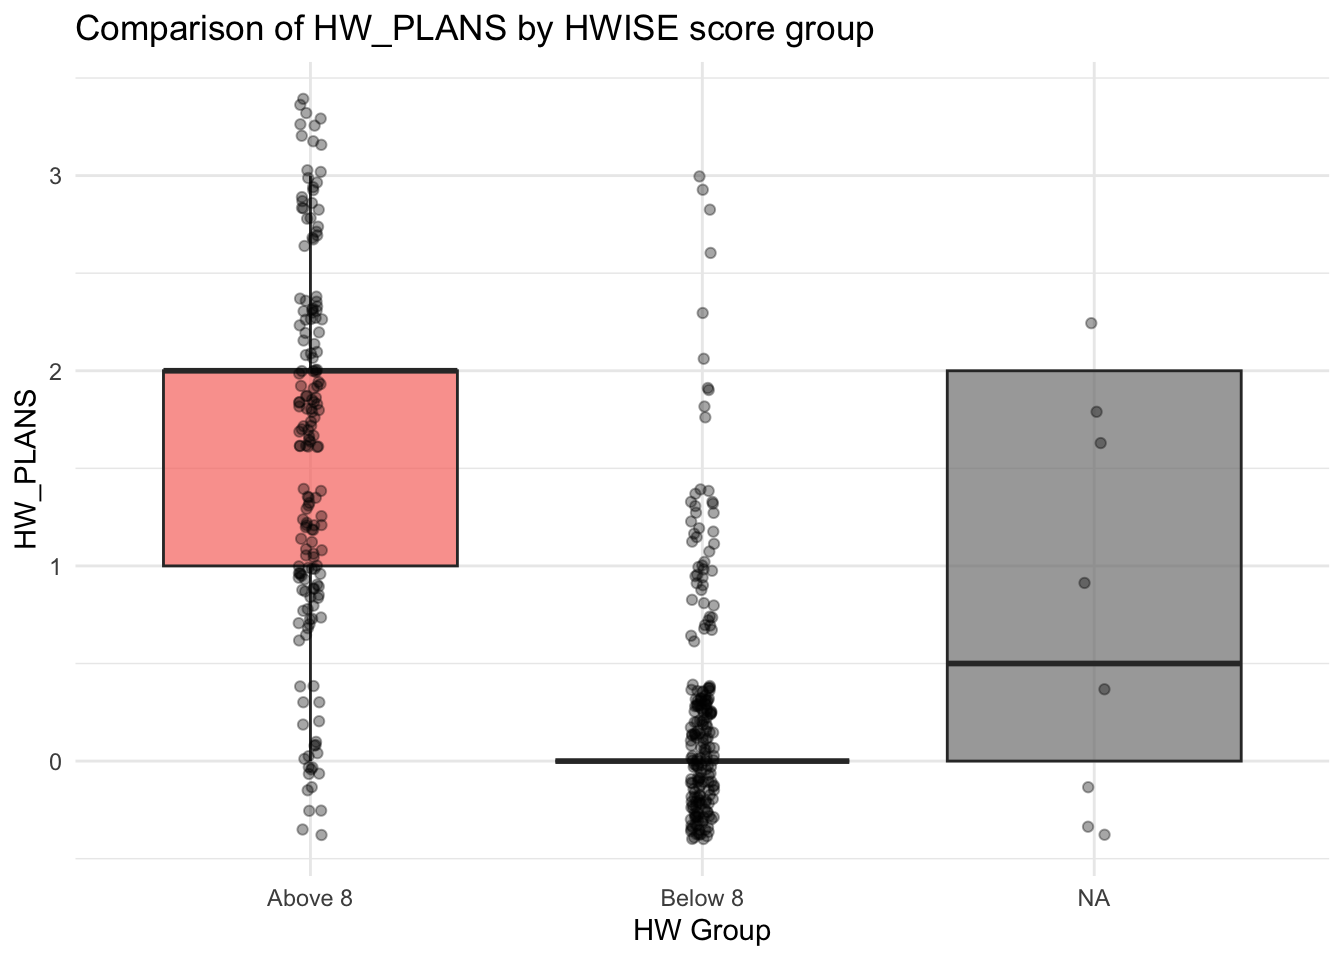 Comparison of HW_PLANS by HWISE score group
3
2
1
0
HW_PLANS
Above 8
Below 8
NA
HW Group